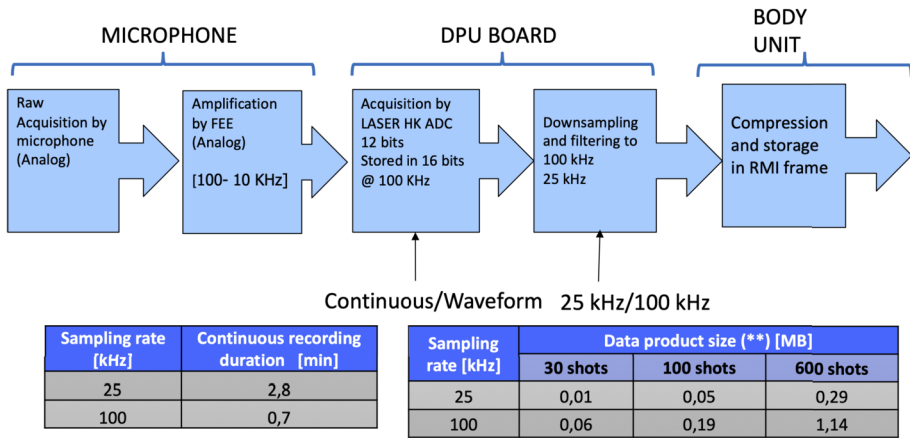 MICROPHONE
DPU BOARD
BODY
UNIT
Raw
Acquisition by
microphone
(Analog)
Amplification
by FEE
(Analog)
[100- 10 KHz]
Acquisition by
LASER HK ADC
12 bits
Stored in 16 bits
@ 100 KHz
Downsampling
and filtering to
100 kHz
25 kHz
Compression
and storage
in RMI frame
Continuous/Waveform 25 kHz/100 kHz
Sampling rate
[kHz]
Continuous recording
duration [min]
25 2,8
100 0,7
Sampling
rate [kHz]
Data product size (**) [MB]
30 shots 100 shots 600 shots
25 0,01 0,05 0,29
100 0,06 0,19 1,14